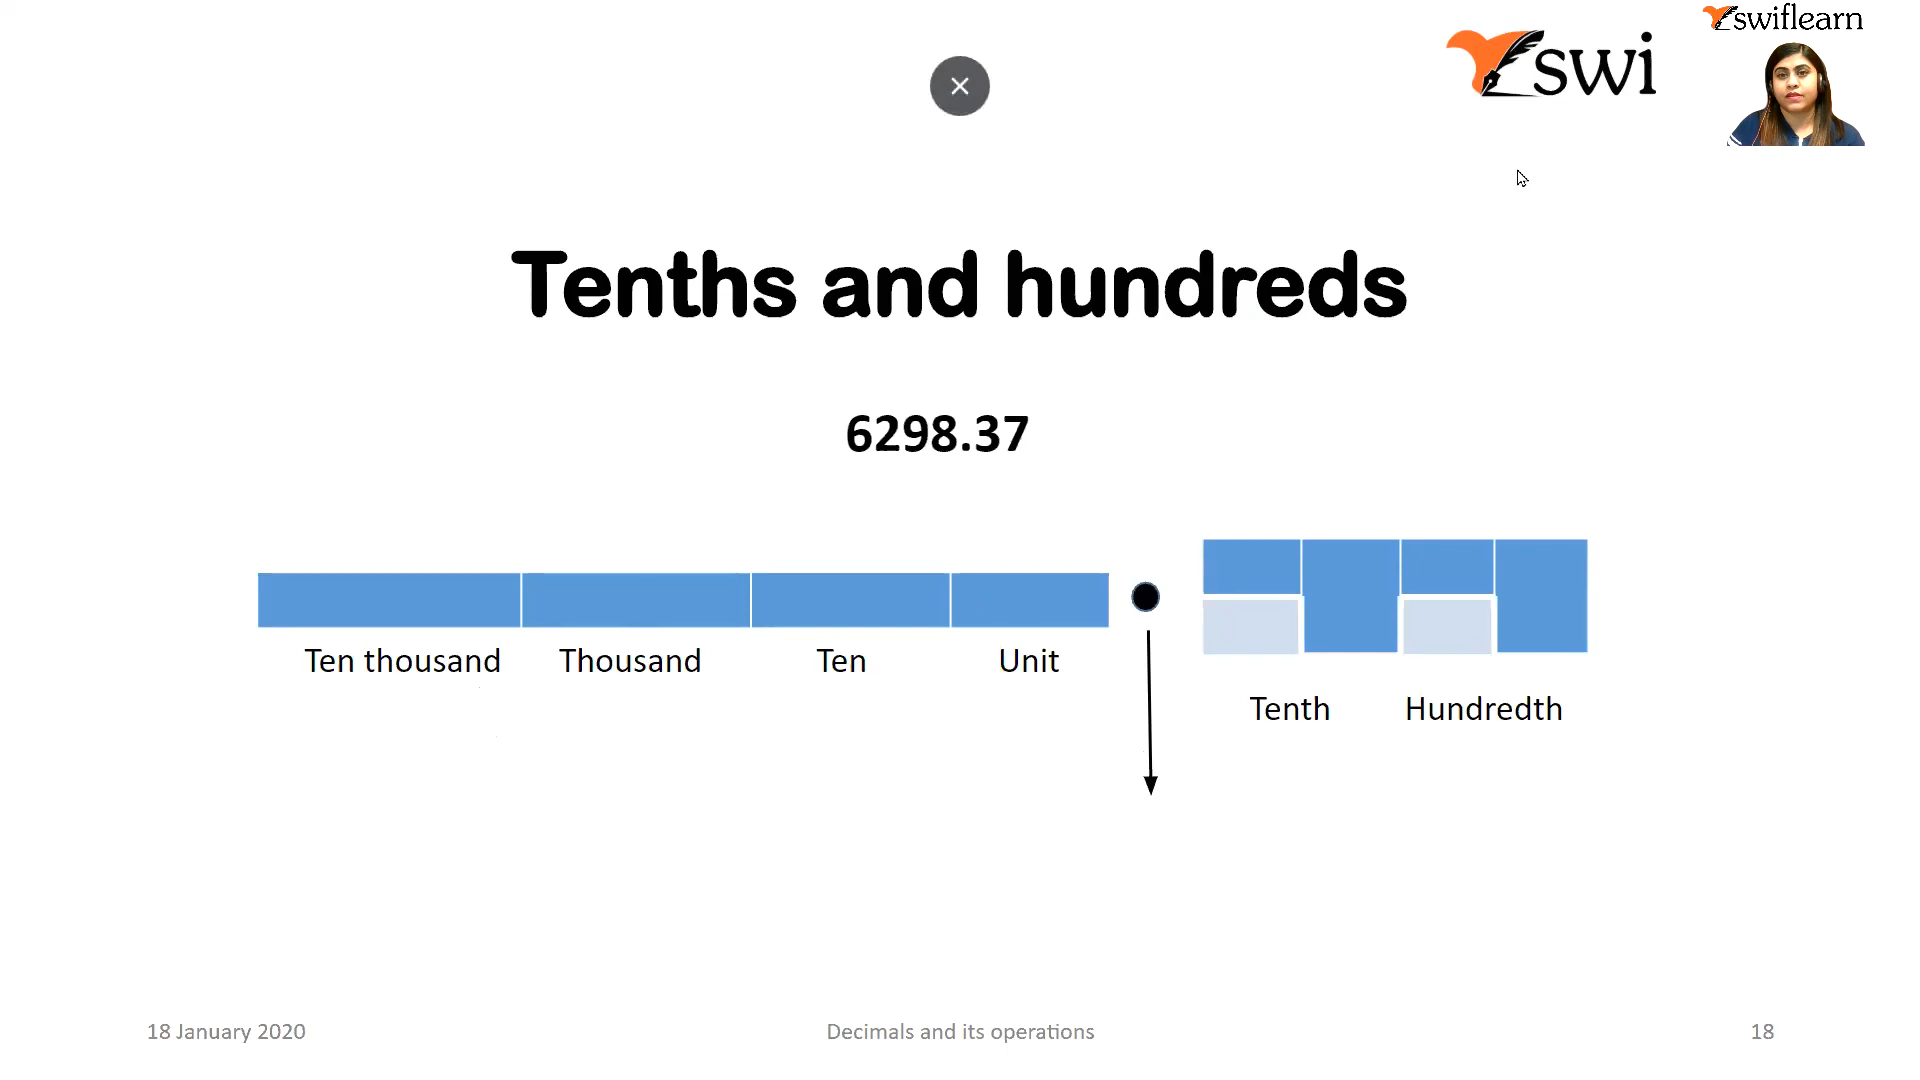 swiflearn
swi
Tenths and hundreds
6298.37
Ten thousand Thousand Ten Unit
Tenth Hundredth
18 January 2020 Decimals and its operations 18